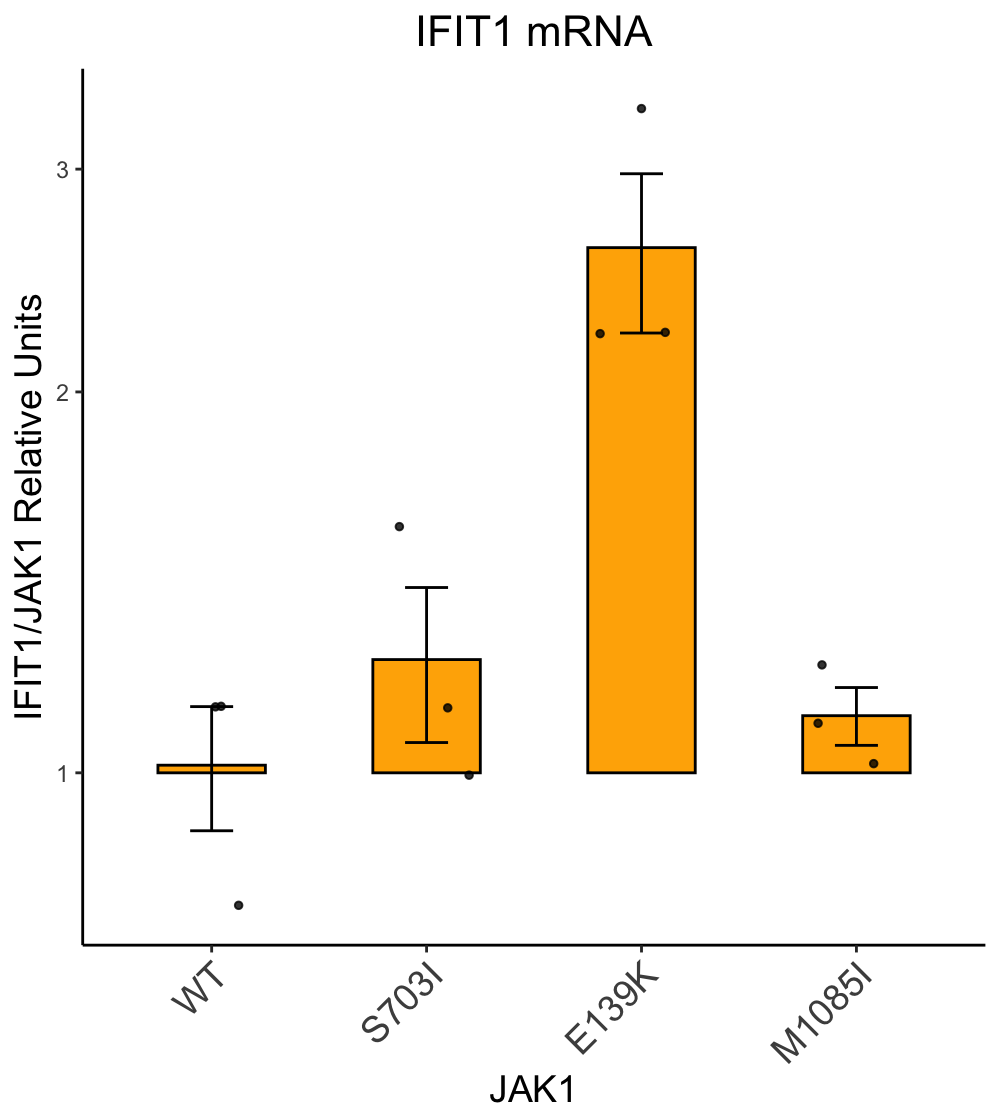 IFIT1 mRNA
IFIT1/JAK1 Relative Units
3
2
1
WT
S703I
E139K
M1085I
JAK1